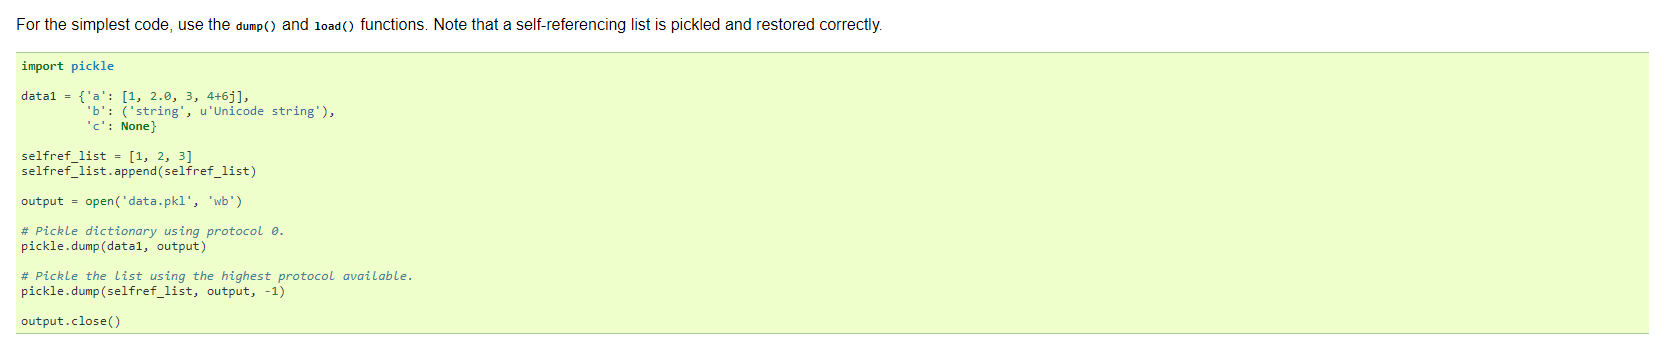 For the simplest code, use the dump() and load() functions. Note that a self-referencing list is pickled and restored correctly.
import pickle
data1 = {'a': [1, 2.0, 3, 4+6j],
'b': ('string', u'Unicode string'),
'c': None}
selfref_list = [1, 2, 3]
selfref_list.append(selfref_list)
output = open('data.pkl', 'wb')
# Pickle dictionary using protocol 0.
pickle.dump(data1, output)
# Pickle the list using the highest protocol available.
pickle.dump(selfref_list, output, -1)
output.close()